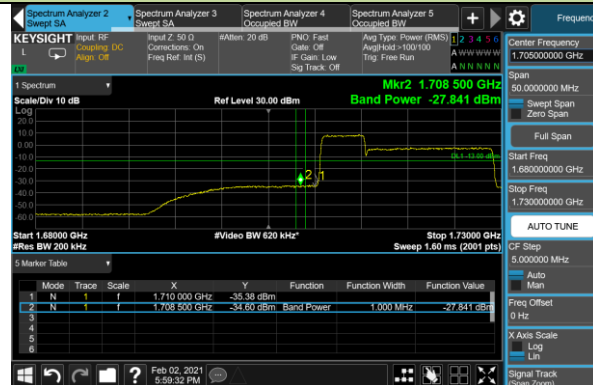 Spectrum Analyzer 2
Swept SA
Spectrum Analyzer 3
Swept SA
Spectrum Analyzer 4
Occupied BW
Spectrum Analyzer 5
Occupied BW
+
Frequenc
KEYSIGHT
L
Input: RF
Coupling: DC
Align: Off
Input Z: 50 Ω
Corrections: On
Freq Ref: Int (S)
#Atten: 20 dB
PNO: Fast
Gate: Off
IF Gain: Low
Sig Track: Off
Avg Type: Power (RMS)
Avg|Hold:>100/100
Trig: Free Run
1 2 3 4 5 6
A W W W W W
A N N N N N
1 Spectrum
Scale/Div 10 dB
Log
Ref Level 30.00 dBm
Mkr2 1.708 500 GHz
Band Power -27.841 dBm
20.0
10.0
0.00
-10.0
-20.0
-30.0
-40.0
-50.0
-60.0
DL1 -13.00 dBm
2
1
Start 1.68000 GHz
#Res BW 200 kHz
#Video BW 620 kHz*
Stop 1.73000 GHz
Sweep 1.60 ms (2001 pts)
5 Marker Table
Mode Trace Scale X Y Function Function Width Function Value
1 N 1 f 1.710 000 GHz -35.38 dBm
2 N 1 f 1.708 500 GHz -34.60 dBm Band Power 1.000 MHz -27.841 dBm
3
4
5
6
Feb 02, 2021
5:59:32 PM
?
Center Frequency
1.705000000 GHz
Span
50.0000000 MHz
Swept Span
Zero Span
Full Span
Start Freq
1.680000000 GHz
Stop Freq
1.730000000 GHz
AUTO TUNE
CF Step
5.000000 MHz
Auto
Man
Freq Offset
0 Hz
X Axis Scale
Log
Lin
Signal Track
(Span Zoom)